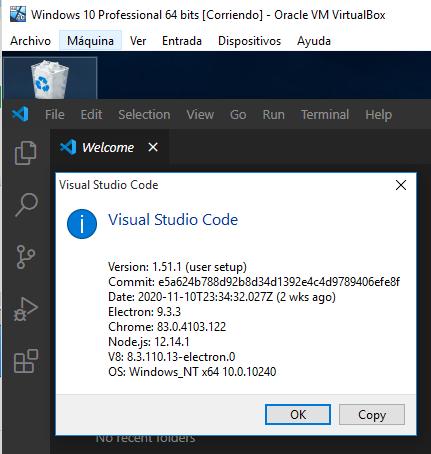 Windows 10 Professional 64 bits [Corriendo] - Oracle VM VirtualBox
Archivo Máquina Ver Entrada Dispositivos Ayuda
File Edit Selection View Go Run Terminal Help
Welcome
Visual Studio Code
Visual Studio Code
Version: 1.51.1 (user setup)
Commit: e5a624b788d92b8d34d1392e4c4d9789406efe8f
Date: 2020-11-10T23:34:32.027Z (2 wks ago)
Electron: 9.3.3
Chrome: 83.0.4103.122
Node.js: 12.14.1
V8: 8.3.110.13-electron.0
OS: Windows_NT x64 10.0.10240
OK Copy
No recent folders